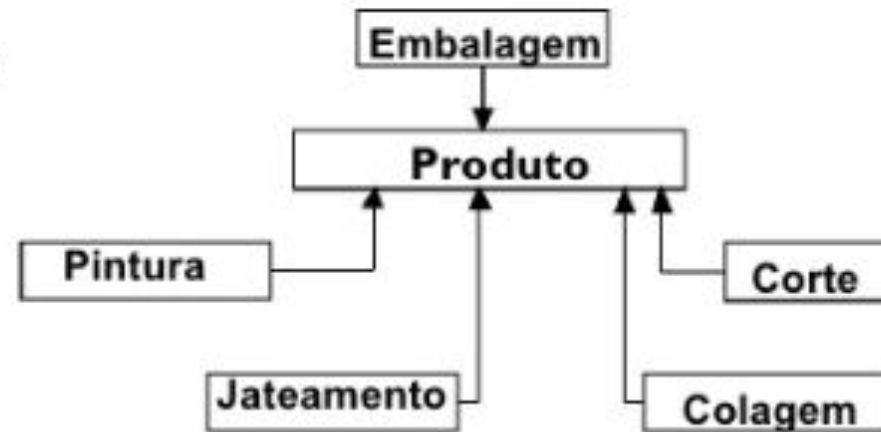 Embalagem
Produto
Pintura
Corte
Jateamento
Colagem